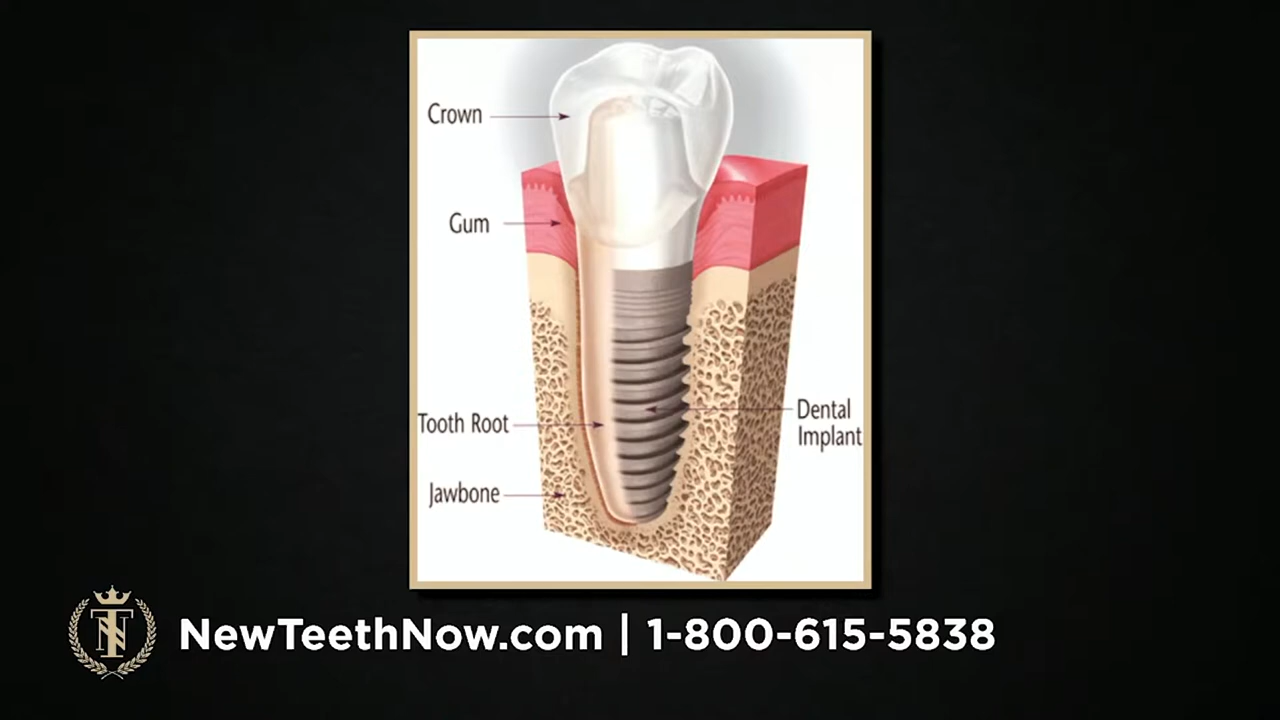 Crown
Gum
Tooth Root
Dental
Implant
Jawbone
NewTeethNow.com | 1-800-615-5838